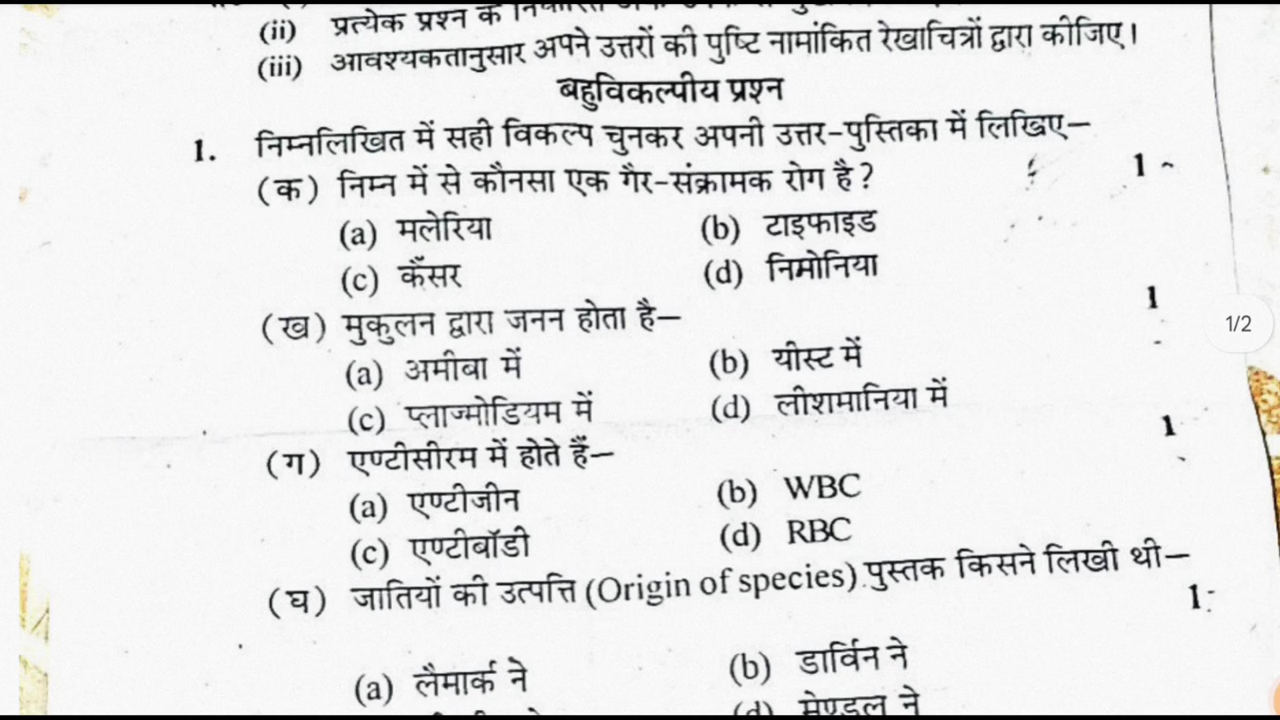 (ii) प्रत्येक प्रश्न के
(iii) आवश्यकतानुसार अपने उत्तरों की पुष्टि नामांकित रेखाचित्रों द्वारा कीजिए।
बहुविकल्पीय प्रश्न
1. निम्नलिखित में सही विकल्प चुनकर अपनी उत्तर-पुस्तिका में लिखिए–
(क) निम्न में से कौनसा एक गैर-संक्रामक रोग है? 1
(a) मलेरिया (b) टाइफाइड
(c) कैंसर (d) निमोनिया
(ख) मुकुलन द्वारा जनन होता है– 1
(a) अमीबा में (b) यीस्ट में
(c) प्लाज्मोडियम में (d) लीशमानिया में
(ग) एण्टीसीरम में होते हैं– 1
(a) एण्टीजीन (b) WBC
(c) एण्टीबॉडी (d) RBC
(घ) जातियों की उत्पत्ति (Origin of species) पुस्तक किसने लिखी थी– 1
(a) लैमार्क ने (b) डार्विन ने
(d) मेण्डल ने
1/2